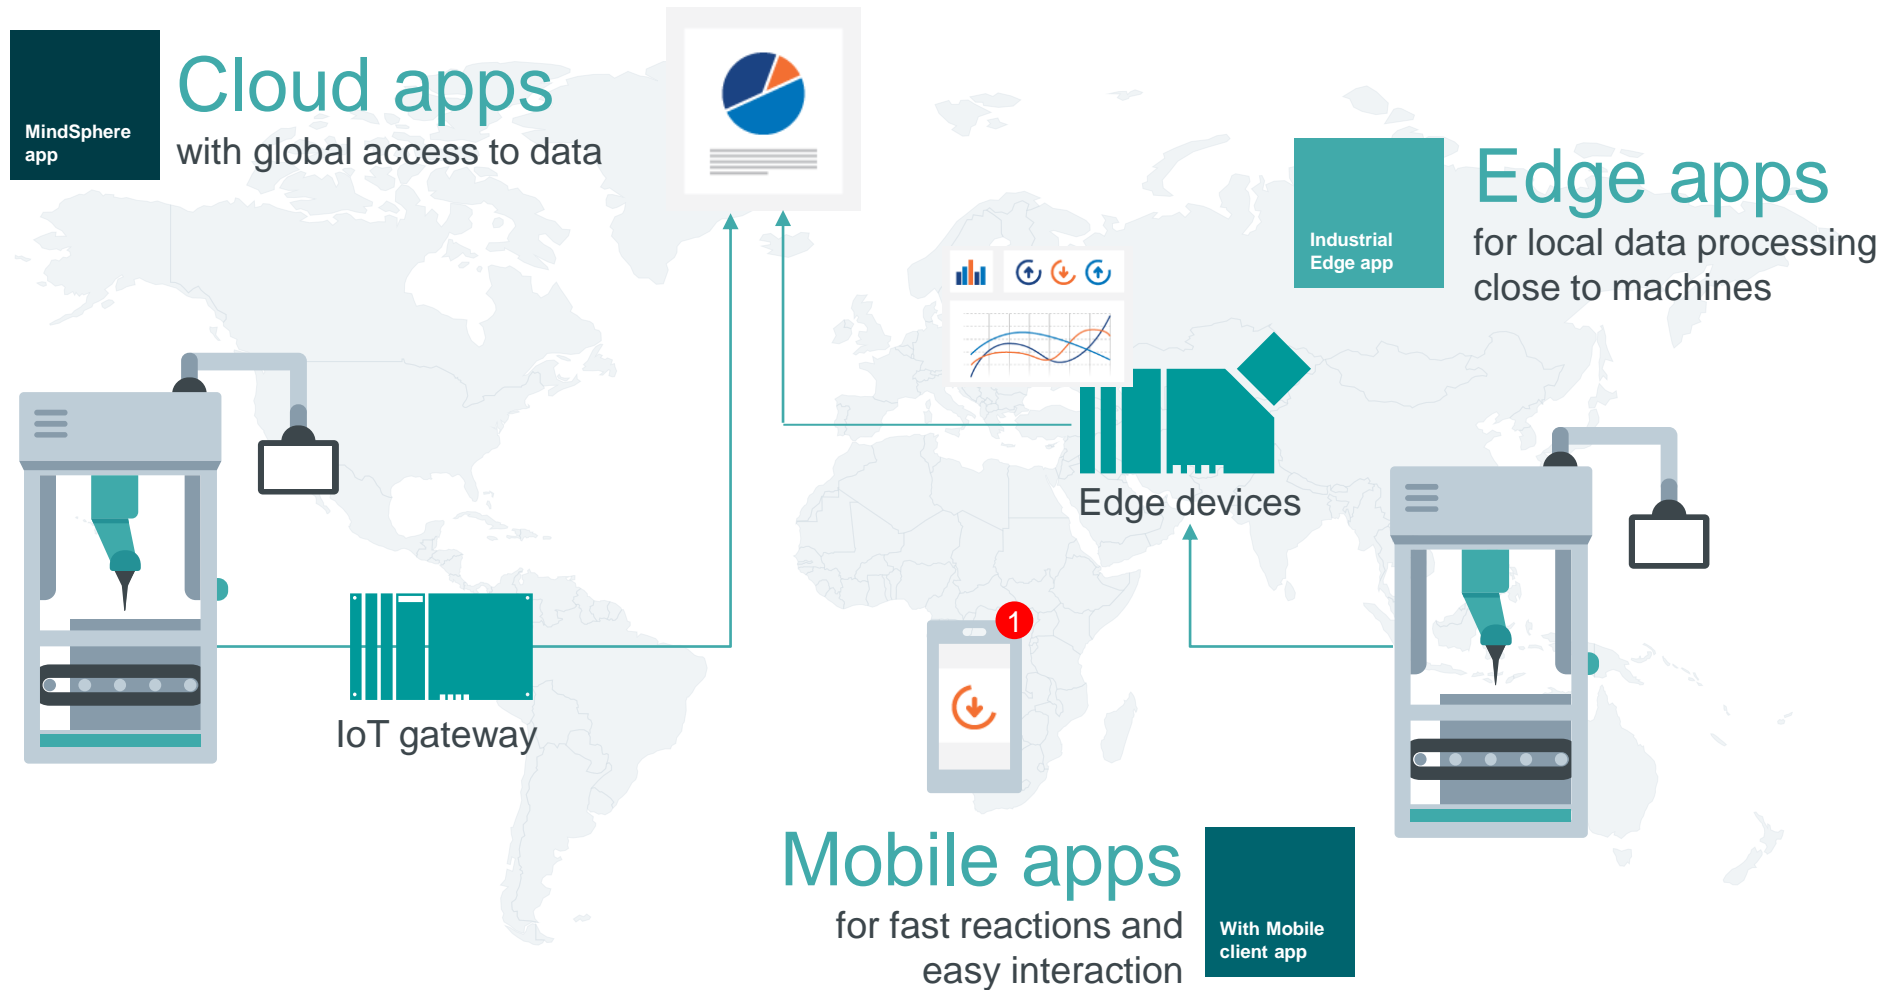 MindSphere
app
Cloud apps
with global access to data
Industrial
Edge app
Edge apps
for local data processing
close to machines
Edge devices
1
IoT gateway
Mobile apps
for fast reactions and
easy interaction
With Mobile
client app